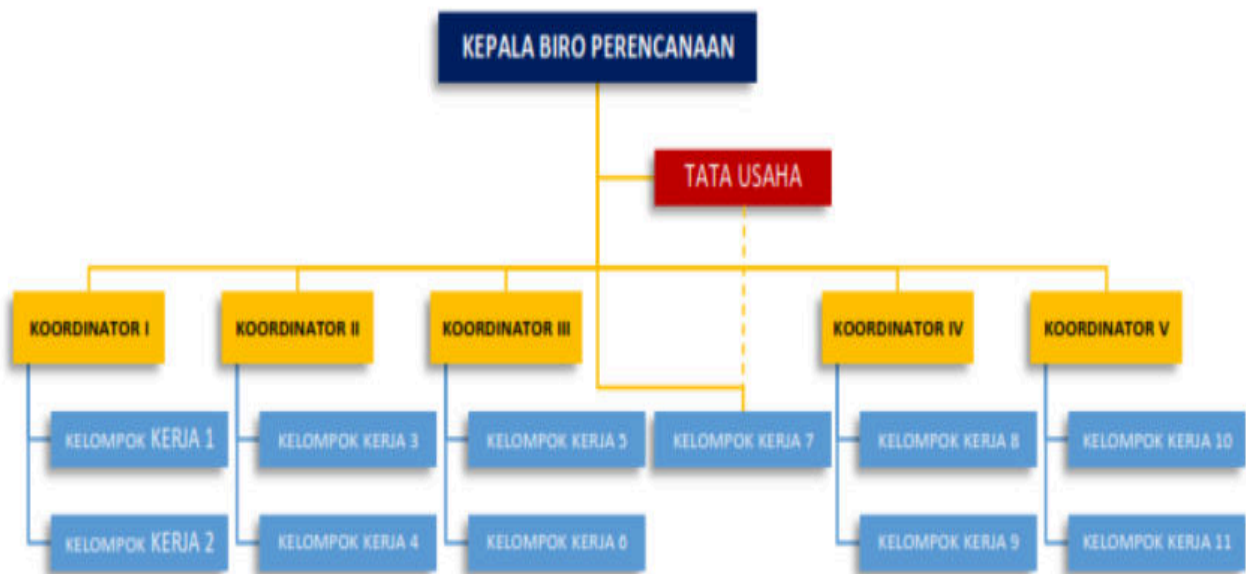 KEPALA BIRO PERENCANAAN
TATA USAHA
KOORDINATOR I
KOORDINATOR II
KOORDINATOR III
KOORDINATOR IV
KOORDINATOR V
KELOMPOK KERJA 1
KELOMPOK KERJA 3
KELOMPOK KERJA 5
KELOMPOK KERJA 7
KELOMPOK KERJA 8
KELOMPOK KERJA 10
KELOMPOK KERJA 2
KELOMPOK KERJA 4
KELOMPOK KERJA 6
KELOMPOK KERJA 9
KELOMPOK KERJA 11